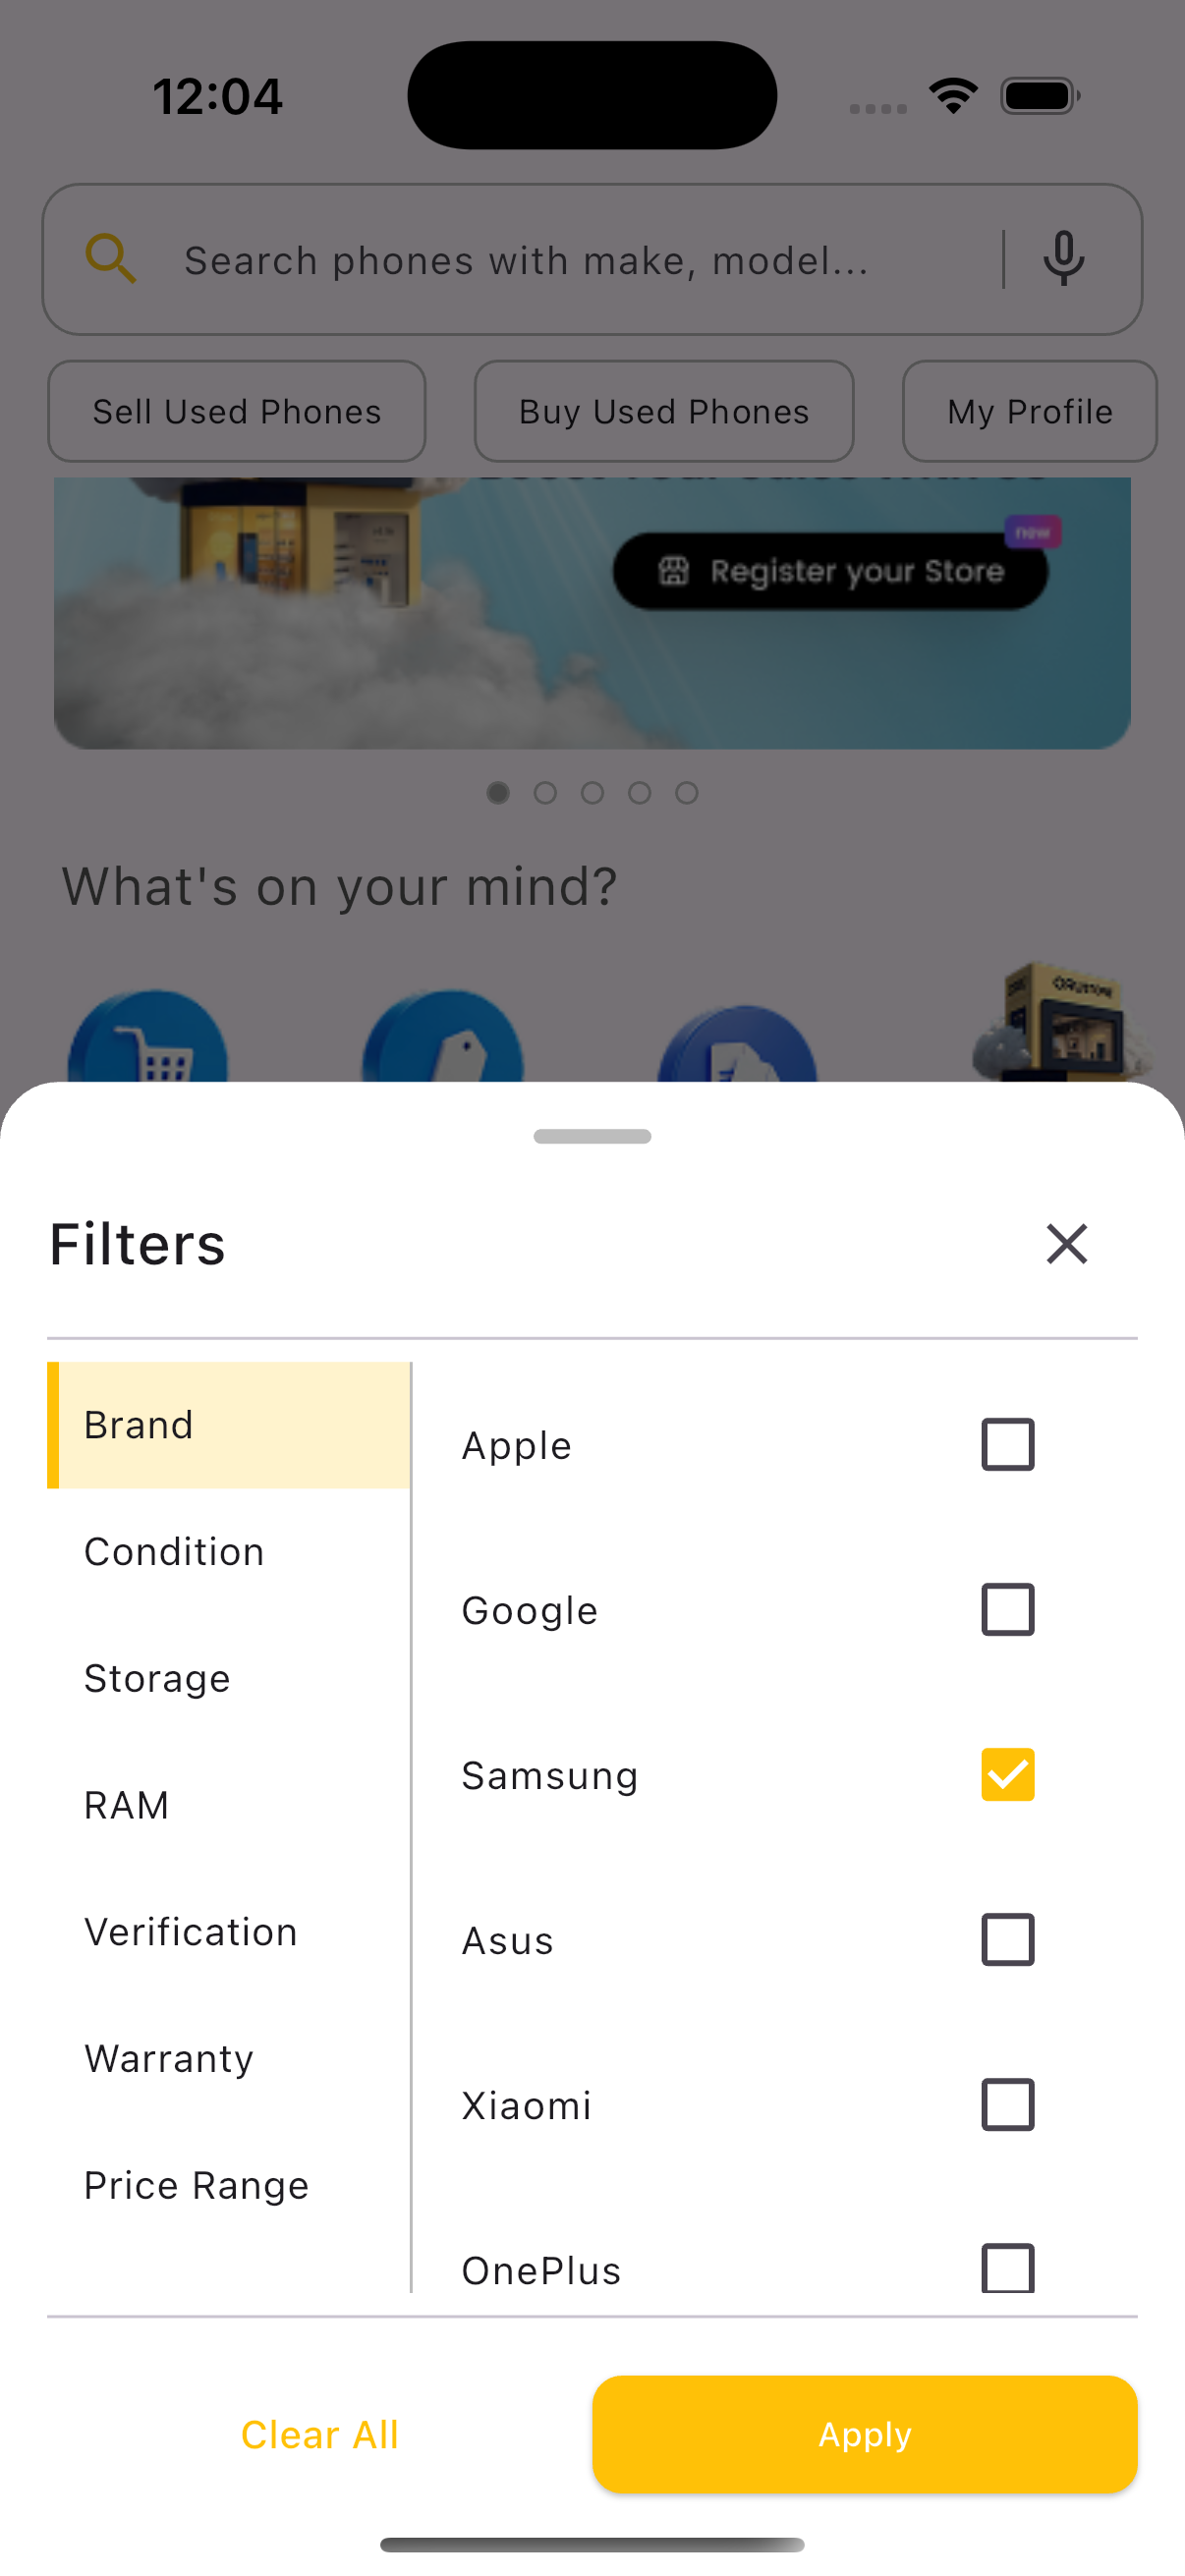 12:04
Search phones with make, model...
Sell Used Phones
Buy Used Phones
My Profile
new
Register your Store
What's on your mind?
Filters
Brand
Condition
Storage
RAM
Verification
Warranty
Price Range
Apple
Google
Samsung
Asus
Xiaomi
OnePlus
Clear All
Apply